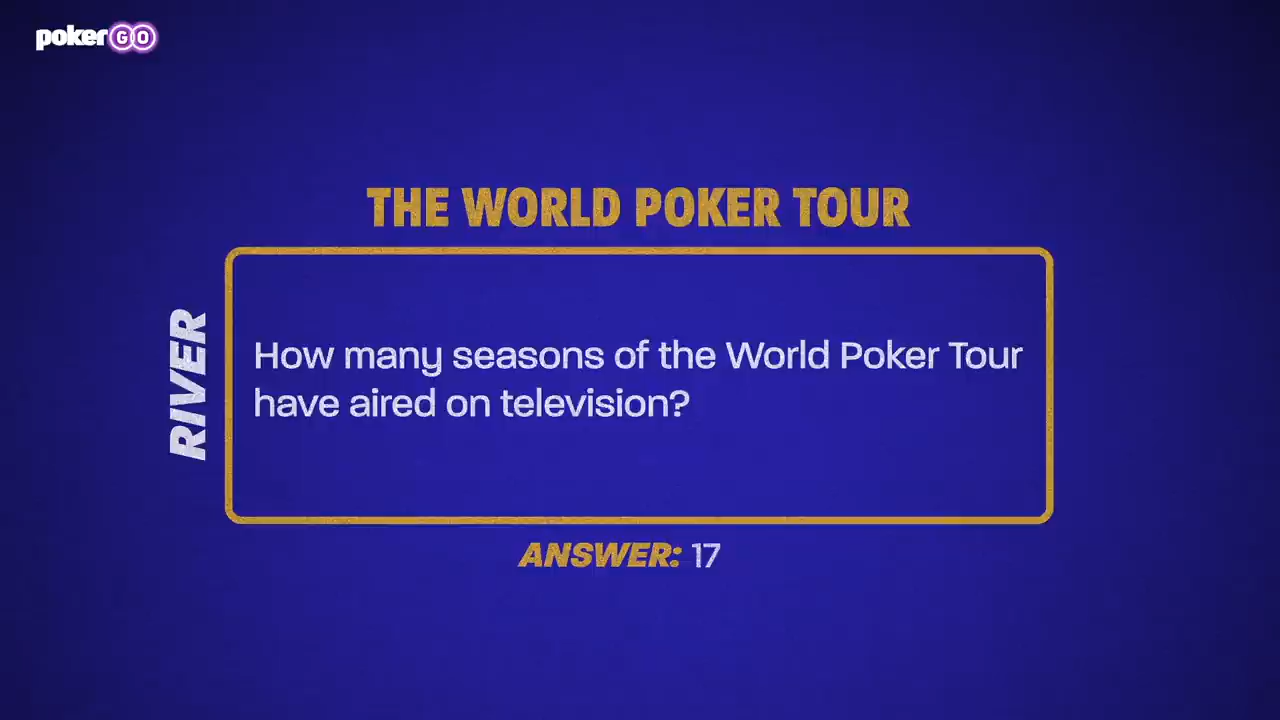 pokerGO
THE WORLD POKER TOUR
RIVER
How many seasons of the World Poker Tour
have aired on television?
ANSWER: 17